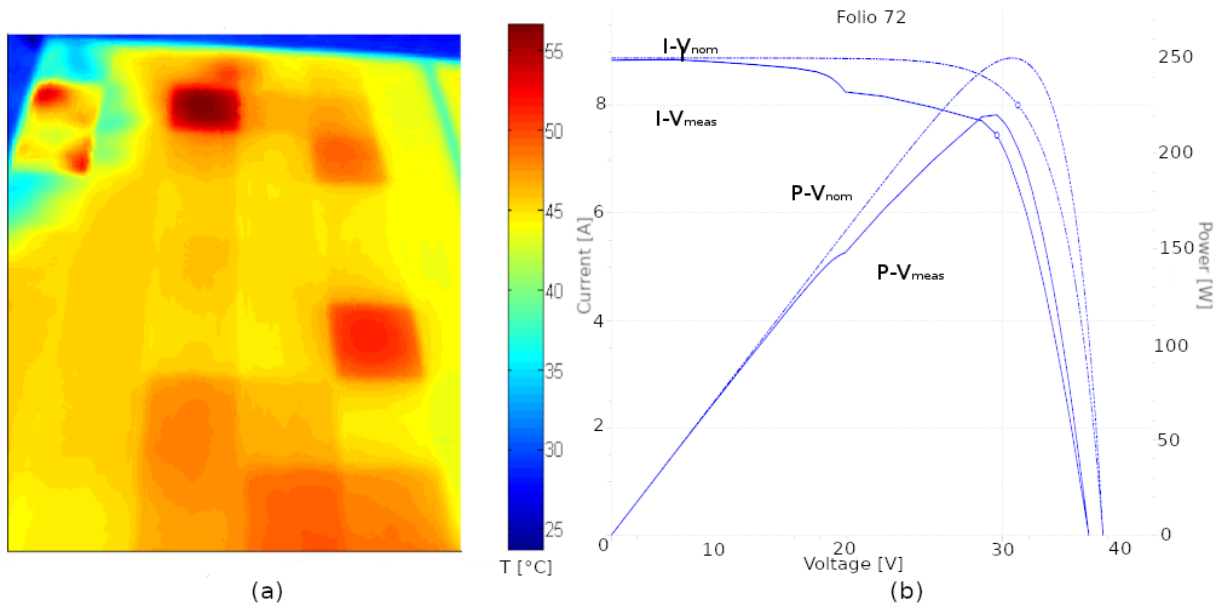 Folio 72
55
50
45
40
35
30
25
T [°C]
(a)
Current [A]
8
6
4
2
0
10
20
30
40
Voltage [V]
250
200
150
100
50
0
Power [W]
I-Vnom
I-Vmeas
P-Vnom
P-Vmeas
(b)